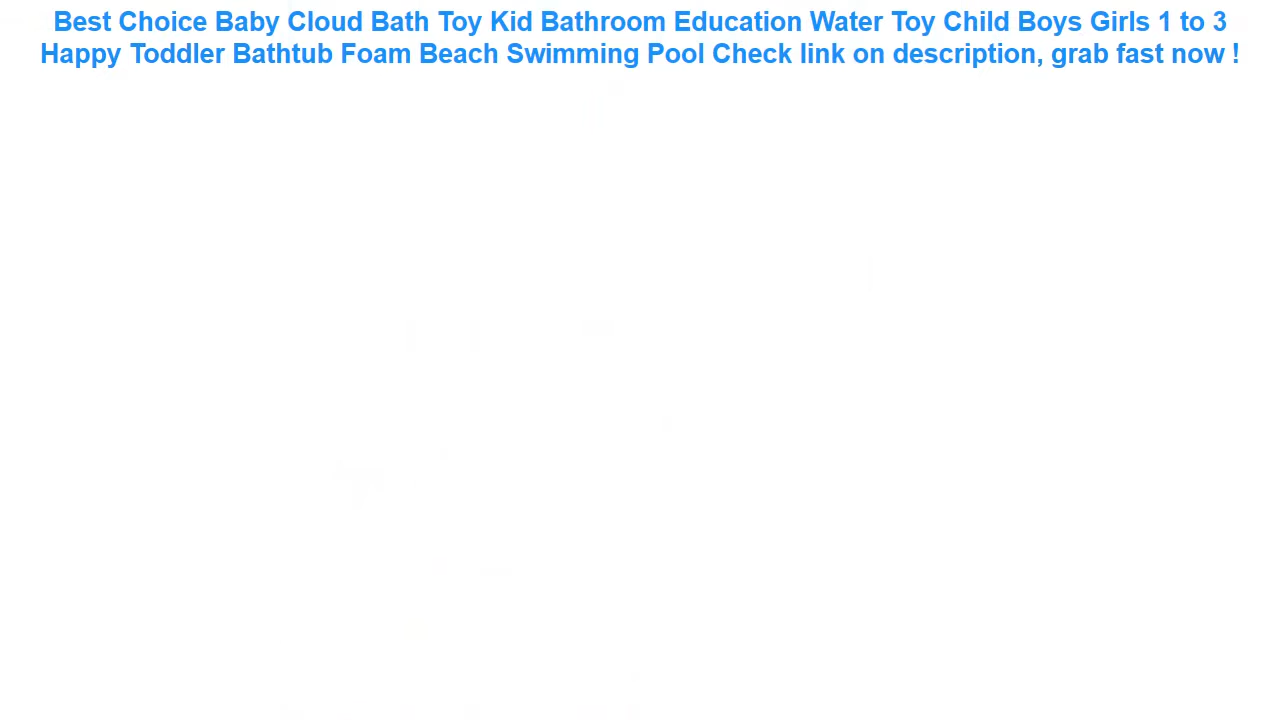 Best Choice Baby Cloud Bath Toy Kid Bathroom Education Water Toy Child Boys Girls 1 to 3
Happy Toddler Bathtub Foam Beach Swimming Pool Check link on description, grab fast now !